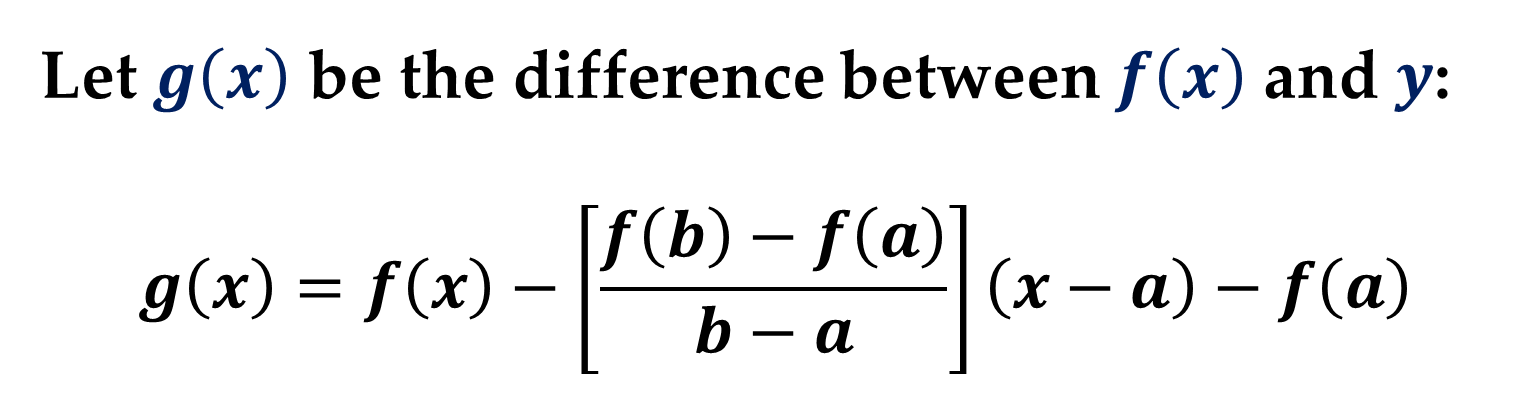 Let g(x) be the difference between f(x) and y:
g(x) = f(x) − [f(b) − f(a) / b − a] (x − a) − f(a)